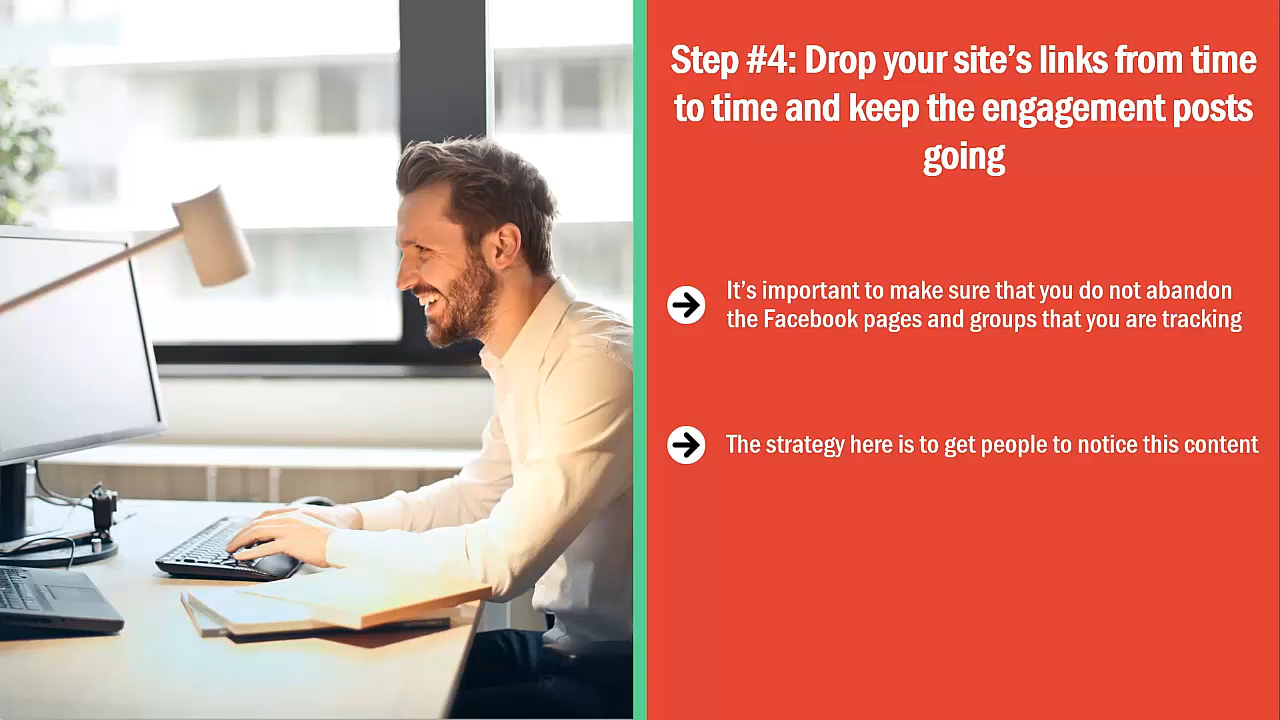 Step #4: Drop your site’s links from time
to time and keep the engagement posts
going
It’s important to make sure that you do not abandon
the Facebook pages and groups that you are tracking
The strategy here is to get people to notice this content